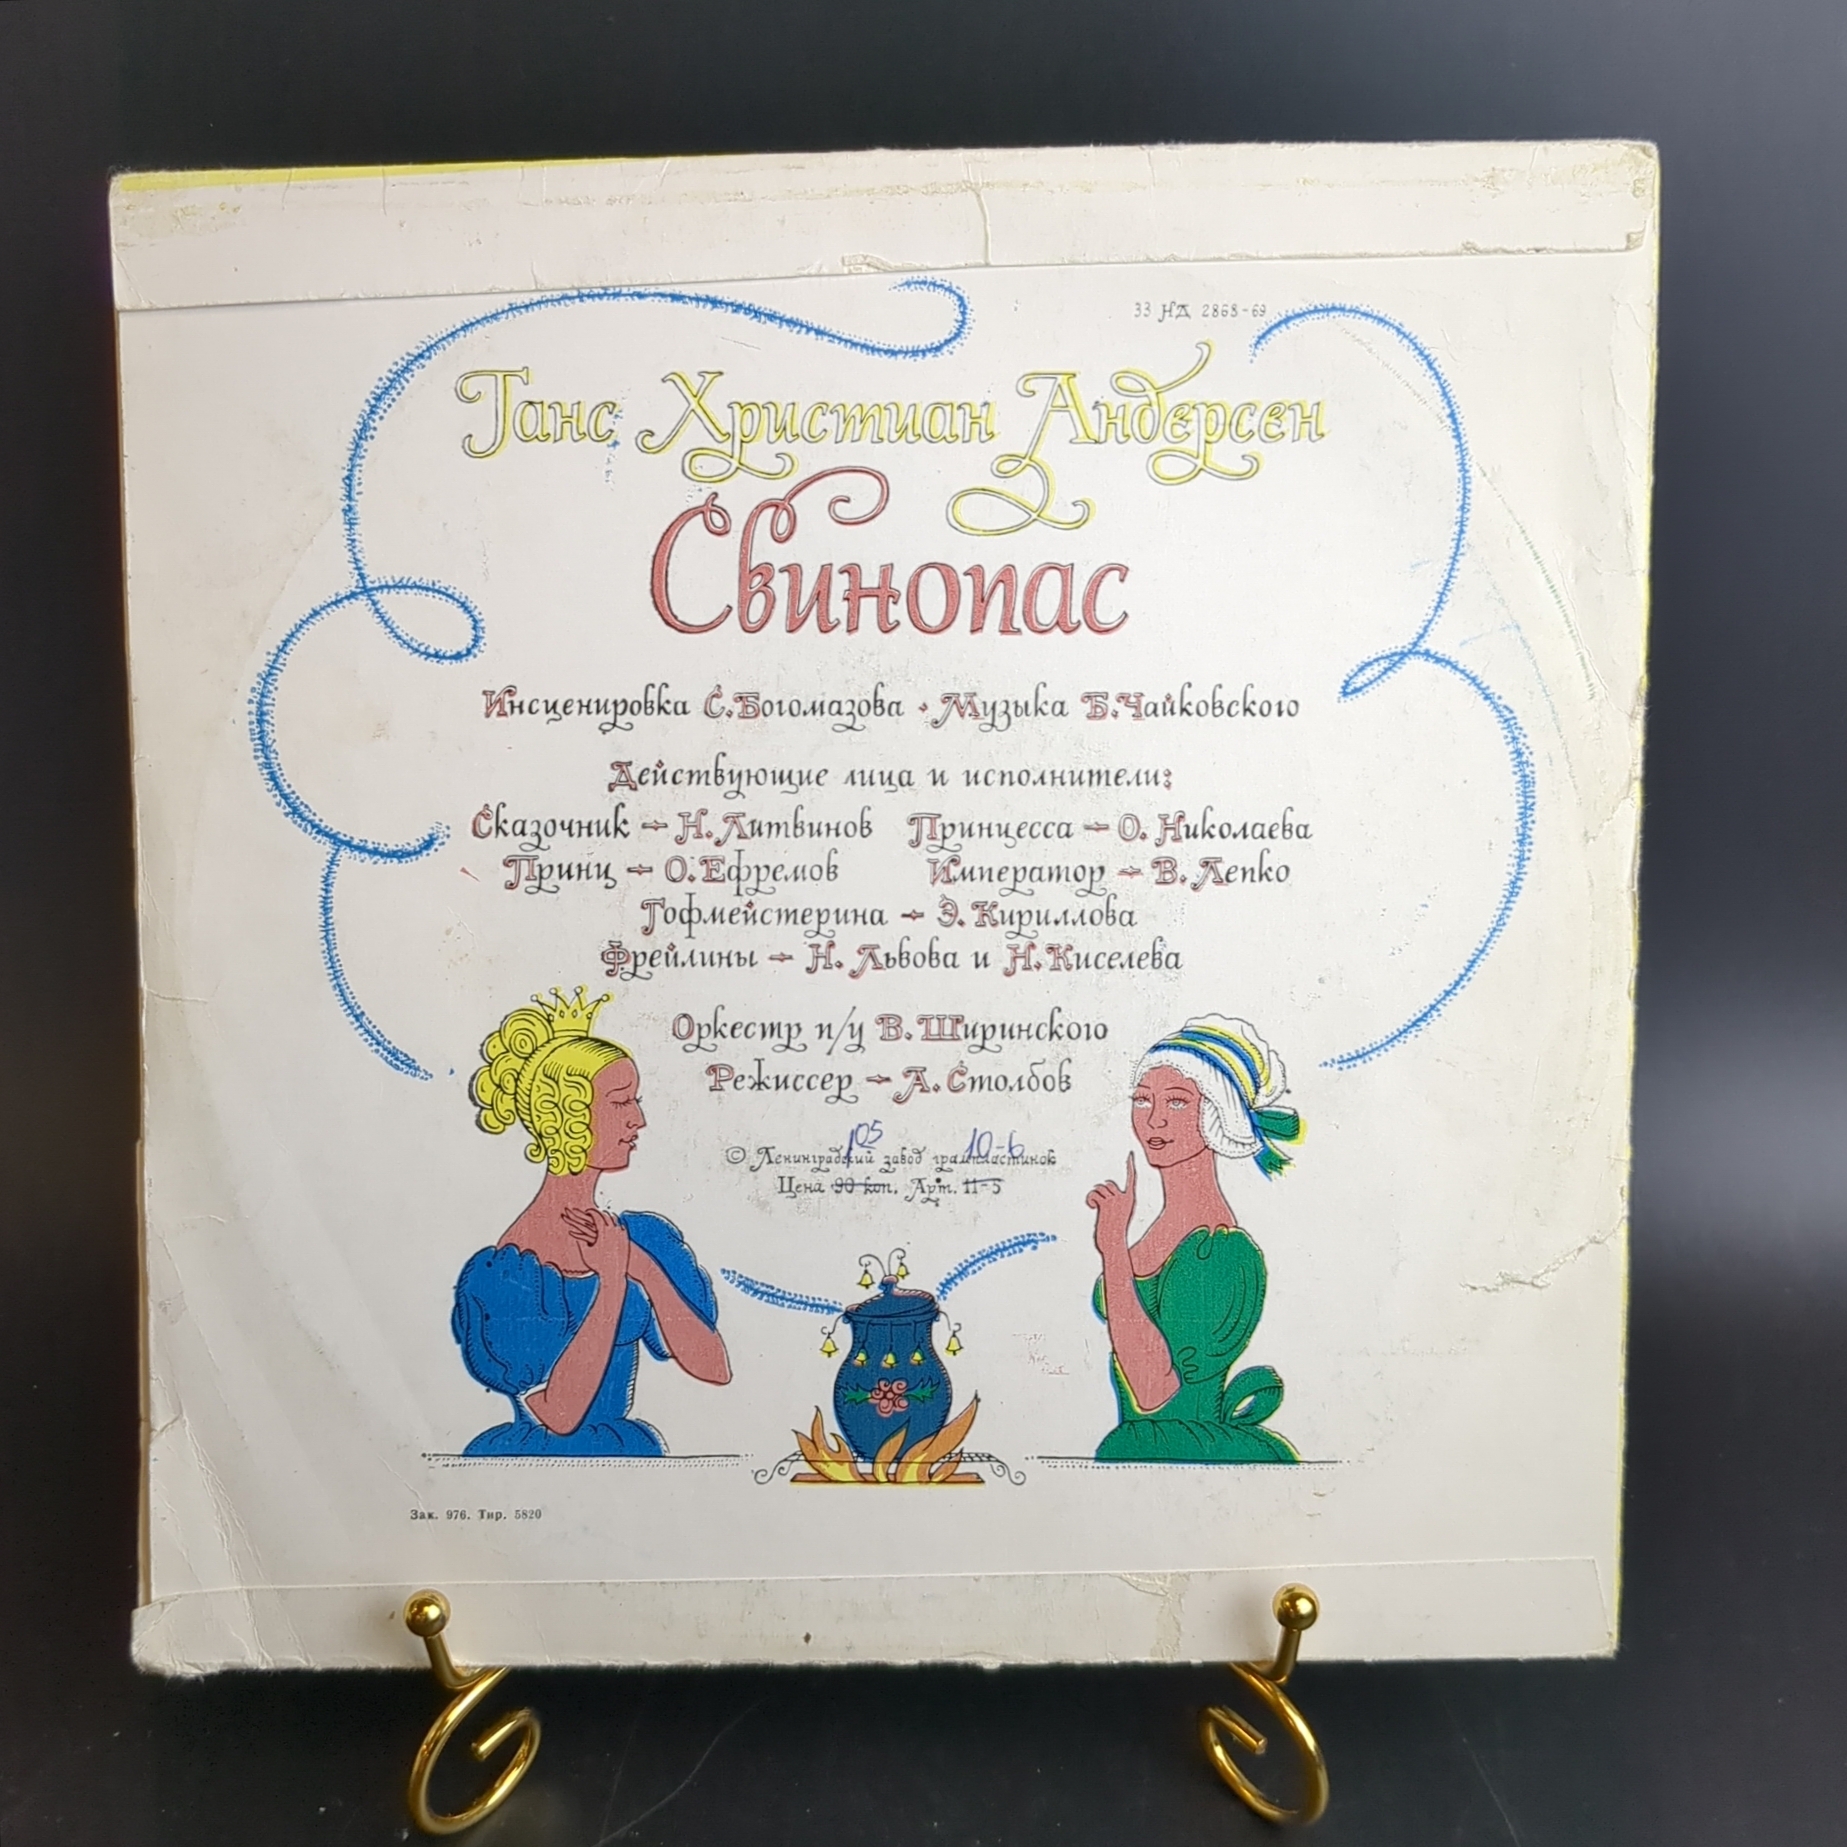 33 НД 2868-69
Ганс Христиан Андерсен
Свинопас
Инсценировка С. Богомазова • Музыка Б. Чайковского
Действующие лица и исполнители:
Сказочник – Н. Литвинов Принцесса – О. Николаева
Принц – О. Ефремов Император – В. Лепко
Гофмейстерина – Э. Кириллова
Фрейлины – Н. Львова и Н. Киселева
Оркестр п/у В. Ширинского
Режиссер – А. Столбов
1 05 10-6
© Ленинградский завод грампластинок
Цена 90 коп. Арт. 11-5
Зак. 976. Тир. 5820